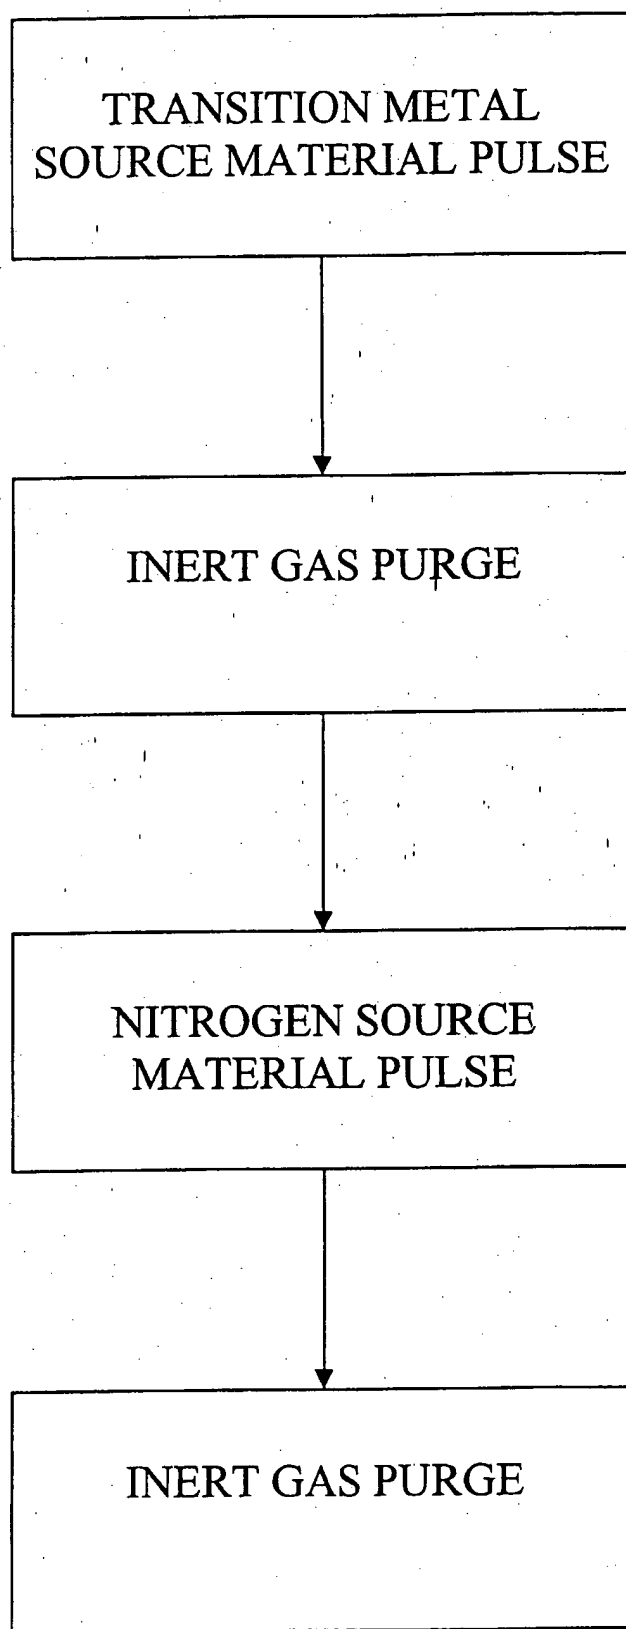 TRANSITION METAL
SOURCE MATERIAL PULSE
INERT GAS PURGE
NITROGEN SOURCE
MATERIAL PULSE
INERT GAS PURGE